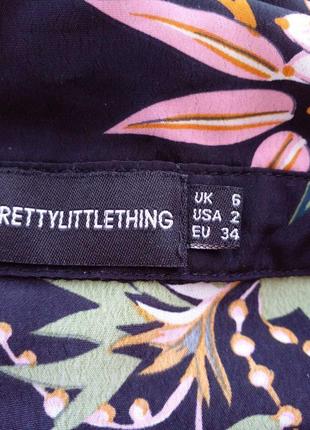 RETTYLITTLETHING
UK 6
USA 2
EU 34